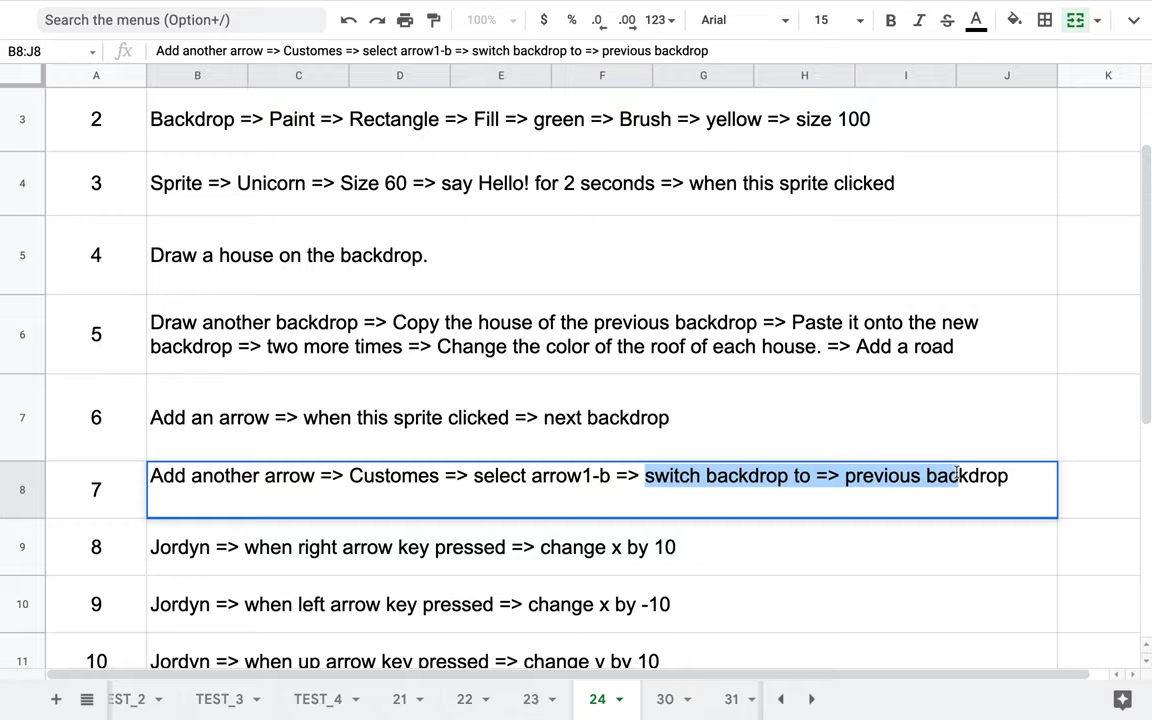 Search the menus (Option+/)
100%
$ % .0 .00 123
Arial
15
B I S A
B8:J8
fx Add another arrow => Customes => select arrow1-b => switch backdrop to => previous backdrop
A B C D E F G H I J K
3 2 Backdrop => Paint => Rectangle => Fill => green => Brush => yellow => size 100
4 3 Sprite => Unicorn => Size 60 => say Hello! for 2 seconds => when this sprite clicked
5 4 Draw a house on the backdrop.
6 5 Draw another backdrop => Copy the house of the previous backdrop => Paste it onto the new
backdrop => two more times => Change the color of the roof of each house. => Add a road
7 6 Add an arrow => when this sprite clicked => next backdrop
8 7 Add another arrow => Customes => select arrow1-b => switch backdrop to => previous backdrop
9 8 Jordyn => when right arrow key pressed => change x by 10
10 9 Jordyn => when left arrow key pressed => change x by -10
11 10 Jordyn => when up arrow key pressed => change y by 10
EST_2 TEST_3 TEST_4 21 22 23 24 30 31